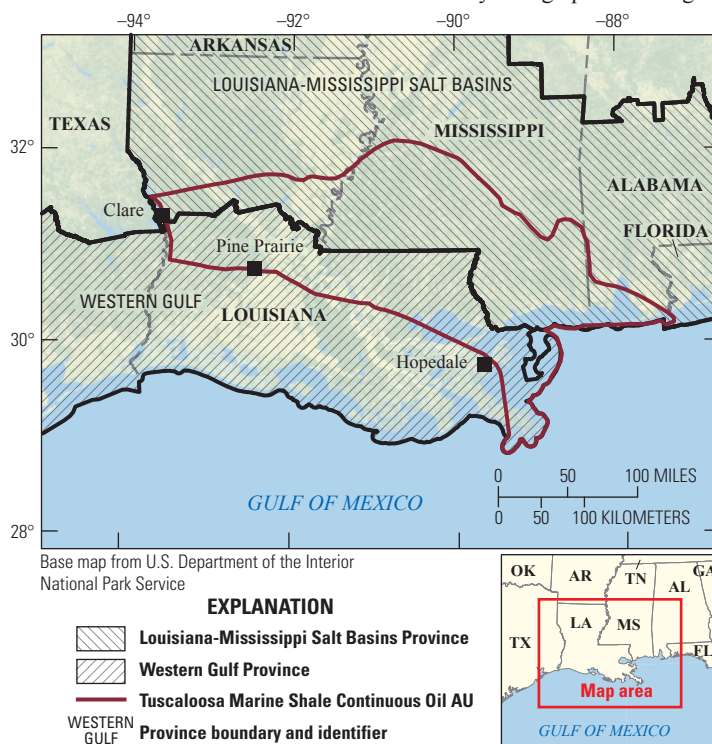 –94° –92° –90° –88°
ARKANSAS
LOUISIANA-MISSISSIPPI SALT BASINS
TEXAS
MISSISSIPPI
32°
ALABAMA
Clare
FLORIDA
Pine Prairie
WESTERN GULF
LOUISIANA
30°
Hopedale
0 50 100 MILES
GULF OF MEXICO
0 50 100 KILOMETERS
28°
Base map from U.S. Department of the Interior
National Park Service
EXPLANATION
Louisiana-Mississippi Salt Basins Province
Western Gulf Province
Tuscaloosa Marine Shale Continuous Oil AU
WESTERN
GULF
Province boundary and identifier
OK
AR
TN
AL
GA
LA
MS
TX
FL
Map area
GULF OF MEXICO